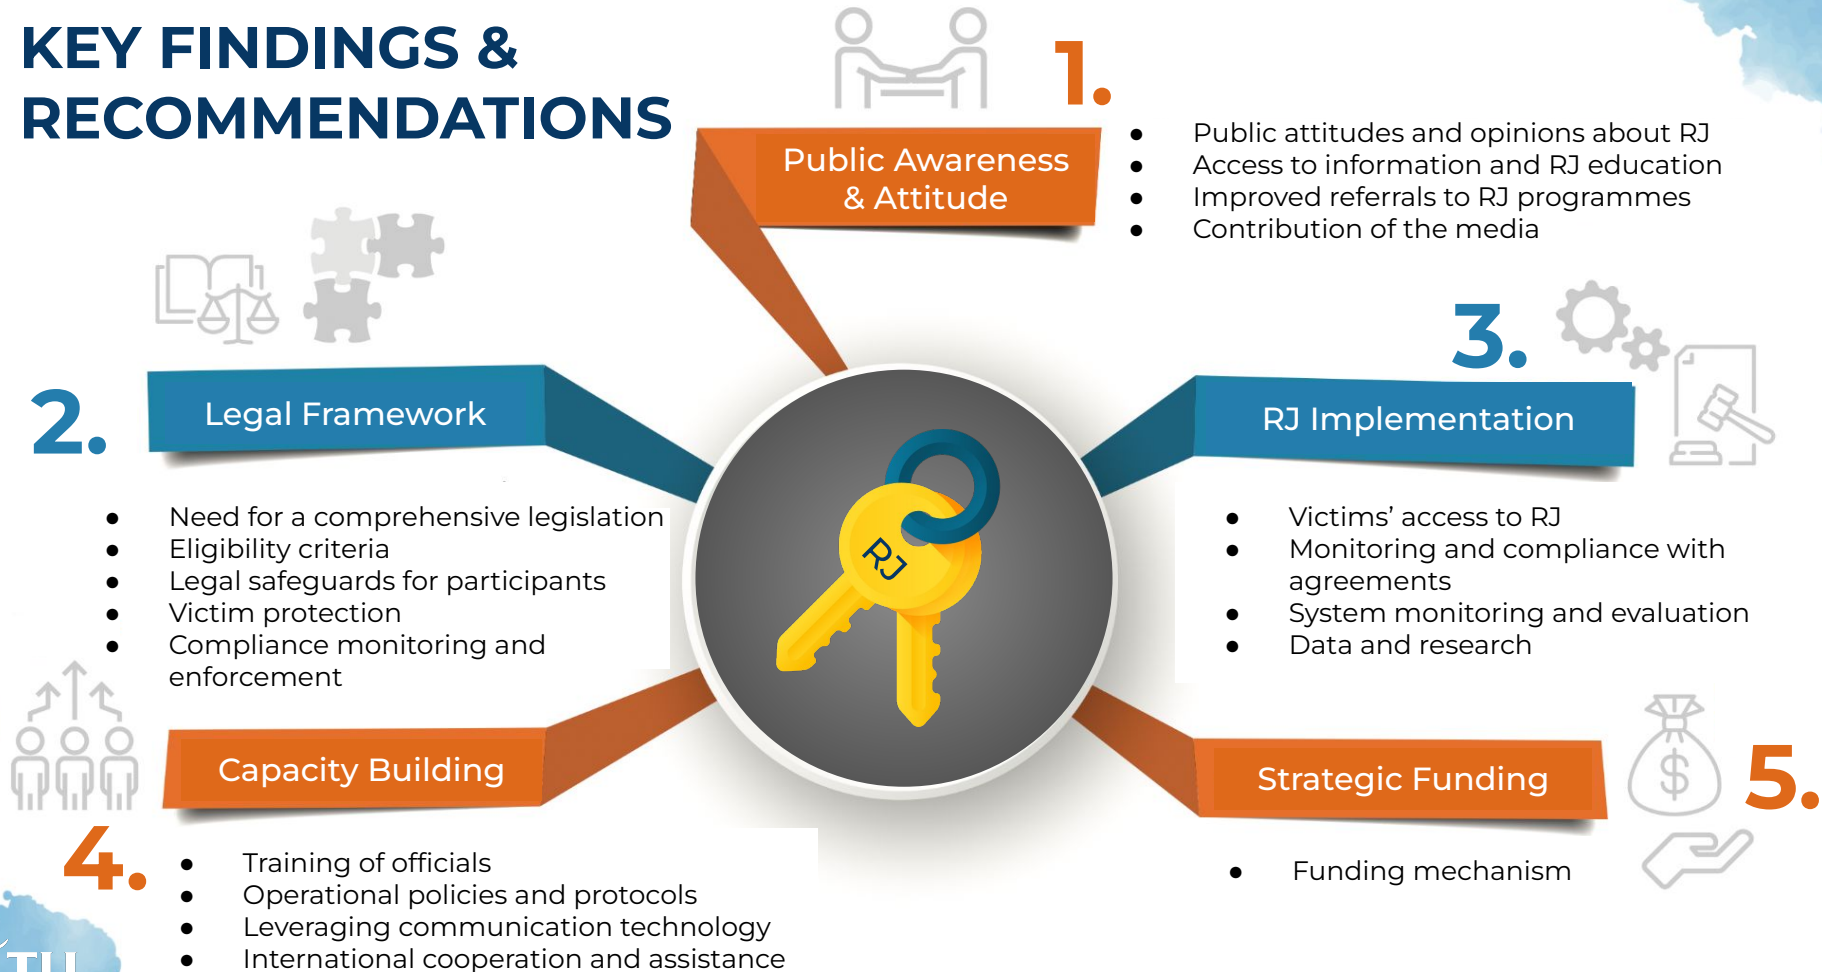 KEY FINDINGS &
RECOMMENDATIONS
1.
Public Awareness
& Attitude
● Public attitudes and opinions about RJ
● Access to information and RJ education
● Improved referrals to RJ programmes
● Contribution of the media
2.
Legal Framework
● Need for a comprehensive legislation
● Eligibility criteria
● Legal safeguards for participants
● Victim protection
● Compliance monitoring and
enforcement
3.
RJ Implementation
● Victims’ access to RJ
● Monitoring and compliance with
agreements
● System monitoring and evaluation
● Data and research
RJ
4.
Capacity Building
● Training of officials
● Operational policies and protocols
● Leveraging communication technology
● International cooperation and assistance
5.
Strategic Funding
$
● Funding mechanism